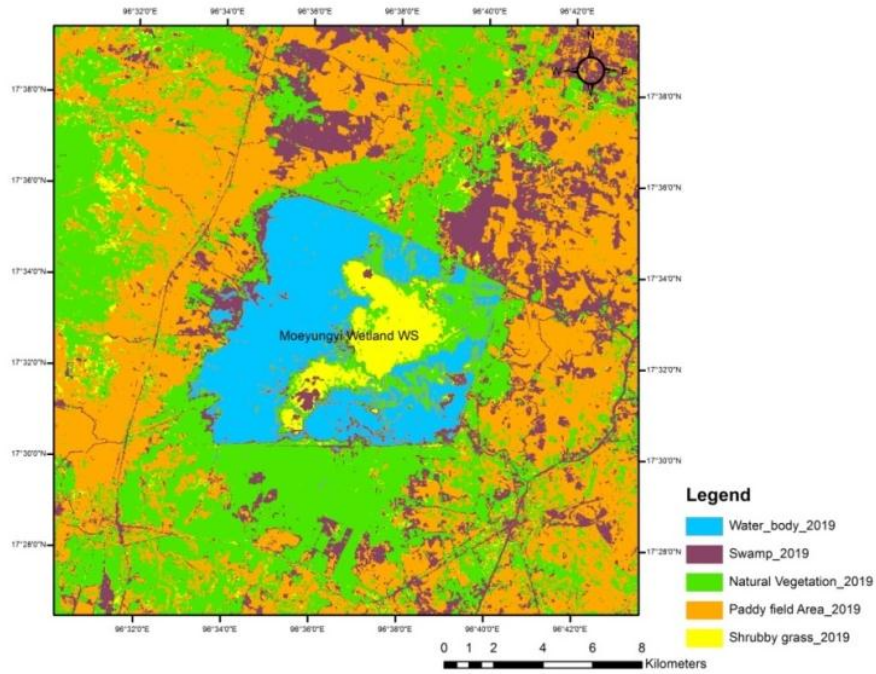 96°32'0"E 96°34'0"E 96°36'0"E 96°38'0"E 96°40'0"E 96°42'0"E
N
W E
S
17°38'0"N 17°38'0"N
17°36'0"N 17°36'0"N
17°34'0"N 17°34'0"N
Moeyungyi Wetland WS
17°32'0"N 17°32'0"N
17°30'0"N 17°30'0"N
17°28'0"N 17°28'0"N
96°32'0"E 96°34'0"E 96°36'0"E 96°38'0"E 96°40'0"E 96°42'0"E
Legend
Water_body_2019
Swamp_2019
Natural Vegetation_2019
Paddy field Area_2019
Shrubby grass_2019
0 1 2 4 6 8
Kilometers